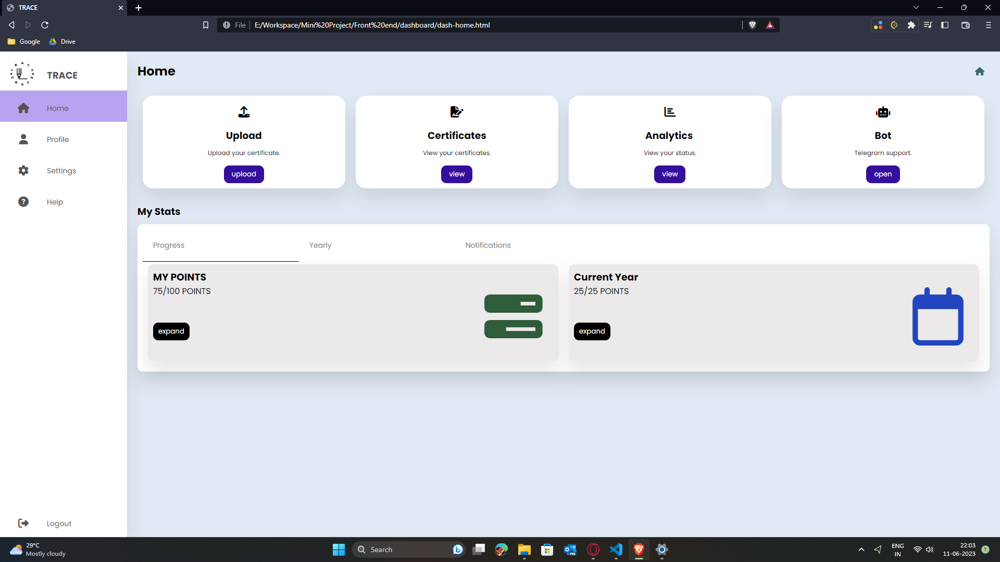 TRACE
File
E:/Workspace/Mini%20Project/Front%20end/dashboard/dash-home.html
Google
Drive
TRACE
Home
Profile
Settings
Help
Logout
Home
Upload
Upload your certificate.
upload
Certificates
View your certificates.
view
Analytics
View your status.
view
Bot
Telegram support.
open
My Stats
Progress
Yearly
Notifications
MY POINTS
75/100 POINTS
expand
Current Year
25/25 POINTS
expand
29°C
Mostly cloudy
Search
PRE
ENG
IN
22:03
11-06-2023
1